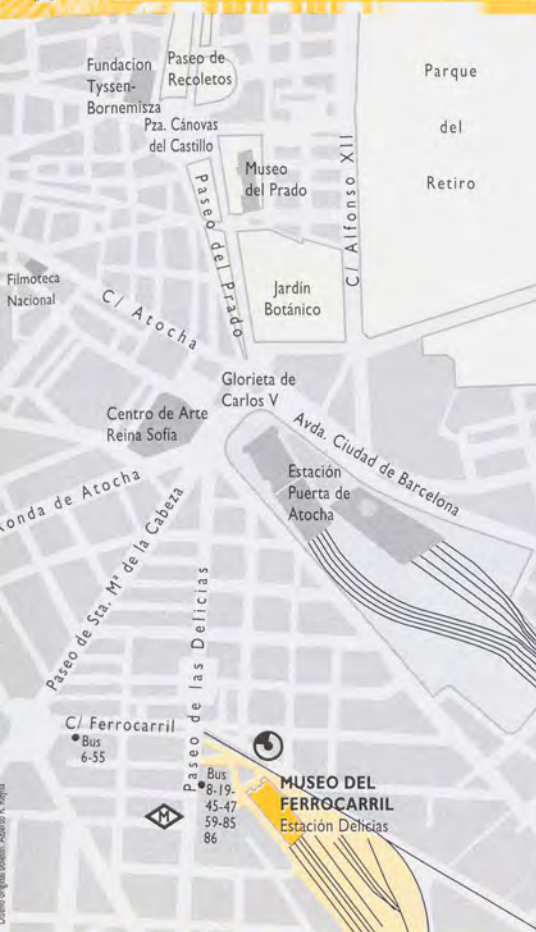 Fundacion
Tyssen-
Bornemisza
Paseo de
Recoletos
Pza. Cánovas
del Castillo
Museo
del Prado
Parque
del
Retiro
C/ Alfonso XII
Paseo del Prado
Jardín
Botánico
Filmoteca
Nacional
C/ Atocha
Glorieta de
Carlos V
Centro de Arte
Reina Sofía
Avda. Ciudad de Barcelona
Estación
Puerta de
Atocha
onda de Atocha
Paseo de Sta. Mª de la Cabeza
Paseo de las Delicias
C/ Ferrocarril
Bus
6-55
Bus
8-19-
45-47
59-85
86
M
MUSEO DEL
FERROCARRIL
Estación Delicias